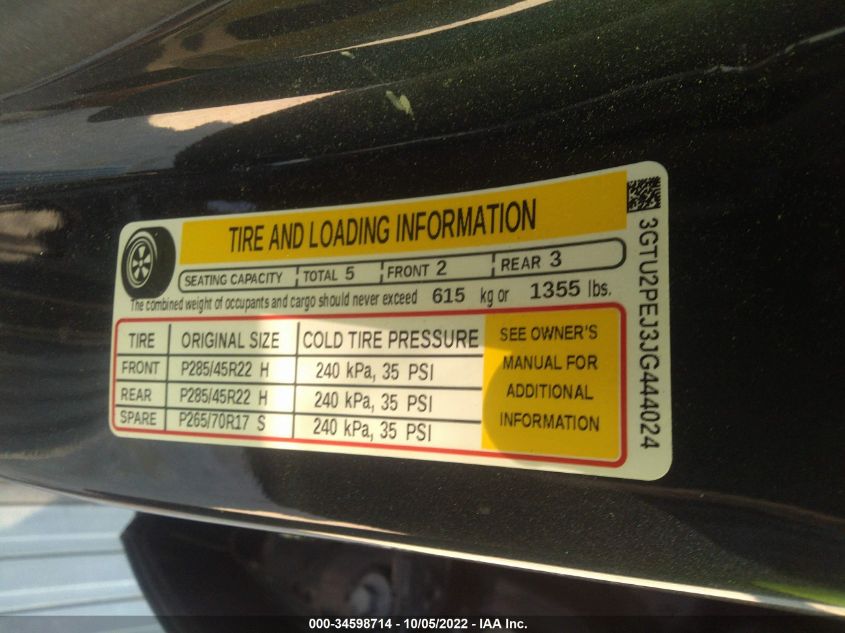 TIRE AND LOADING INFORMATION
SEATING CAPACITY TOTAL 5 FRONT 2 REAR 3
The combined weight of occupants and cargo should never exceed 615 kg or 1355 lbs.
TIRE ORIGINAL SIZE COLD TIRE PRESSURE
FRONT P285/45R22 H 240 kPa, 35 PSI
REAR P285/45R22 H 240 kPa, 35 PSI
SPARE P265/70R17 S 240 kPa, 35 PSI
SEE OWNER'S
MANUAL FOR
ADDITIONAL
INFORMATION
3GTU2PEJ3JG444024
000-34598714 - 10/05/2022 - IAA Inc.